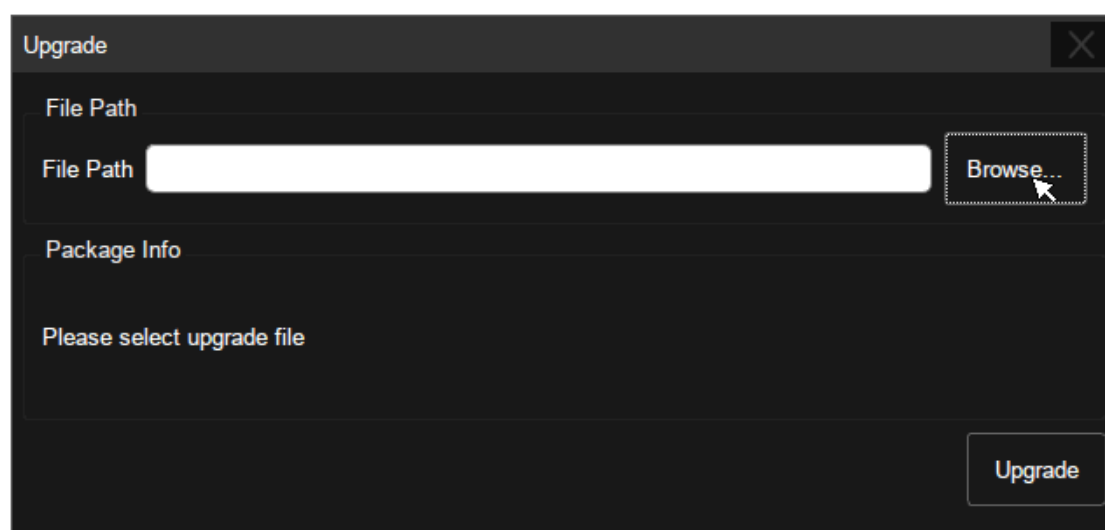 Upgrade
File Path
File Path Browse...
Package Info
Please select upgrade file
Upgrade